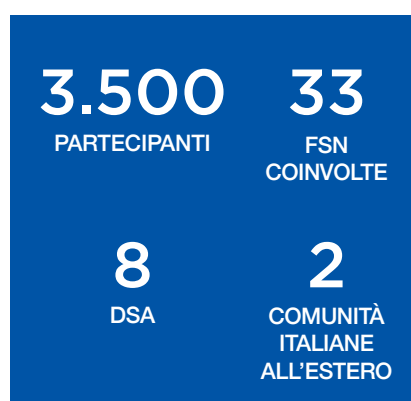 3.500
PARTECIPANTI
33
FSN
COINVOLTE
8
DSA
2
COMUNITÀ
ITALIANE
ALL'ESTERO